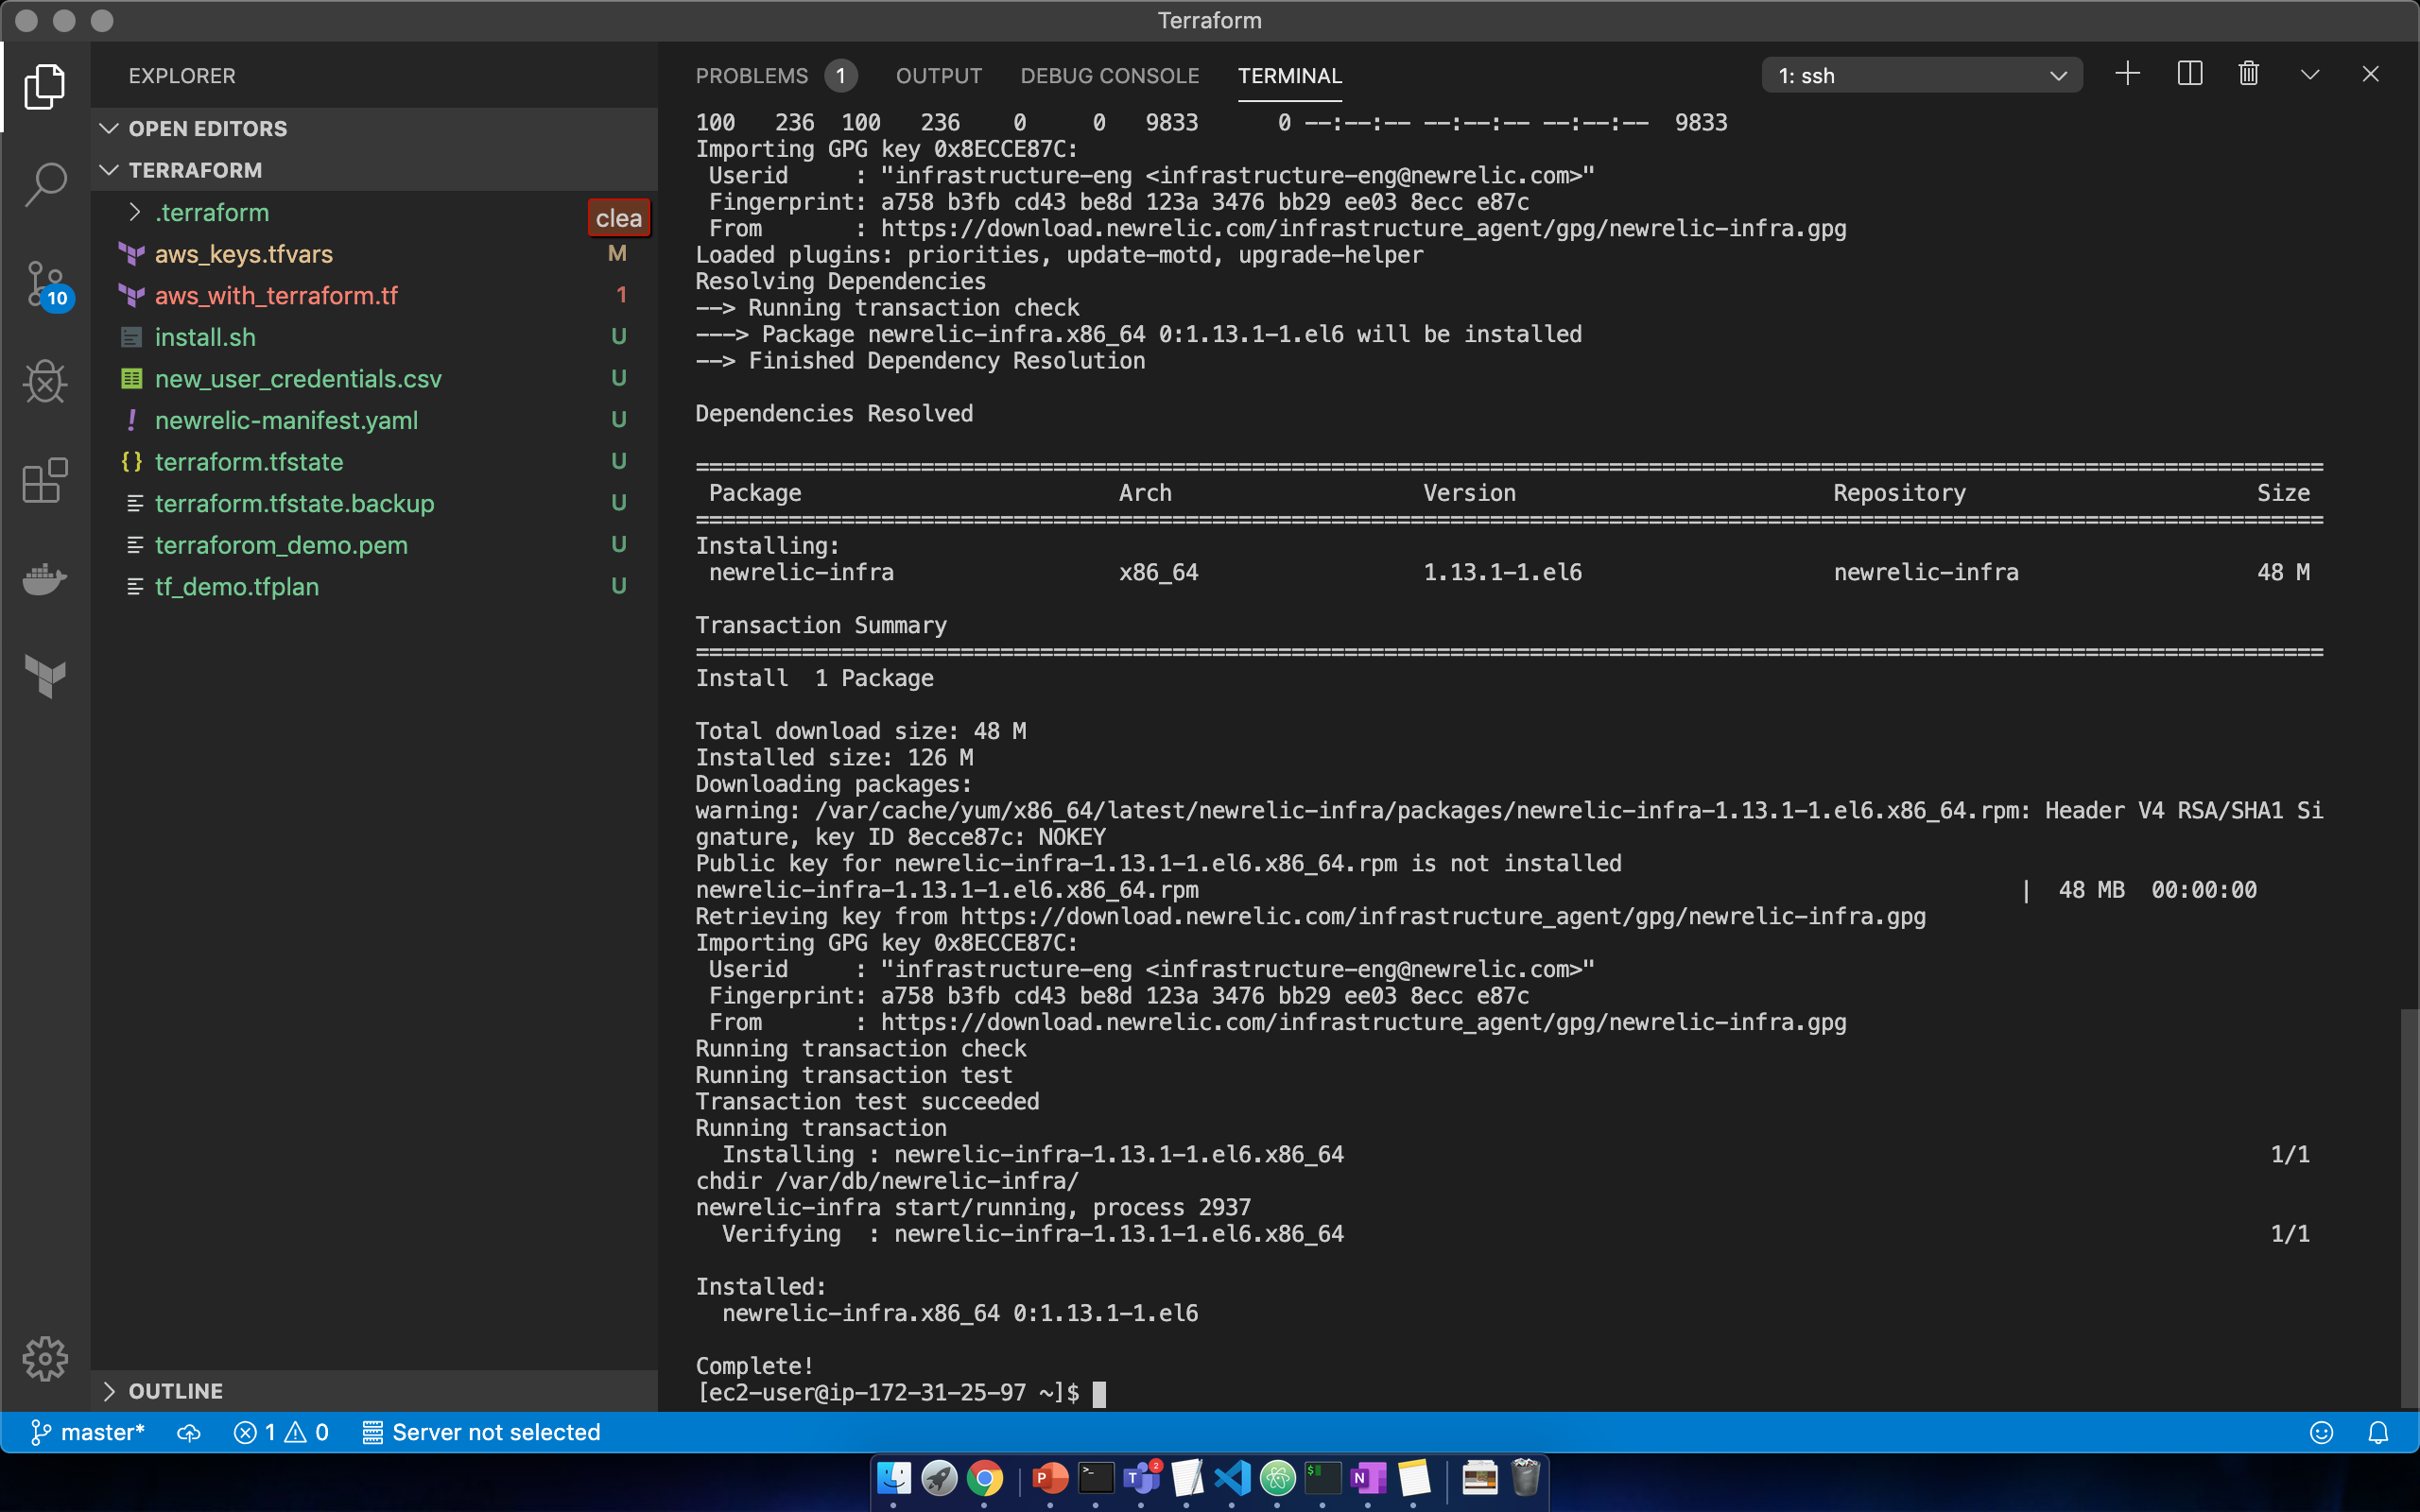 Terraform
EXPLORER
OPEN EDITORS
TERRAFORM
.terraform
clea
aws_keys.tfvars M
aws_with_terraform.tf 1
install.sh U
new_user_credentials.csv U
newrelic-manifest.yaml U
terraform.tfstate U
terraform.tfstate.backup U
terraforom_demo.pem U
tf_demo.tfplan U
10
OUTLINE
PROBLEMS 1 OUTPUT DEBUG CONSOLE TERMINAL 1: ssh
100 236 100 236 0 0 9833 0 --:--:-- --:--:-- --:--:-- 9833
Importing GPG key 0x8ECCE87C:
Userid : "infrastructure-eng <infrastructure-eng@newrelic.com>"
Fingerprint: a758 b3fb cd43 be8d 123a 3476 bb29 ee03 8ecc e87c
From : https://download.newrelic.com/infrastructure_agent/gpg/newrelic-infra.gpg
Loaded plugins: priorities, update-motd, upgrade-helper
Resolving Dependencies
--> Running transaction check
---> Package newrelic-infra.x86_64 0:1.13.1-1.el6 will be installed
--> Finished Dependency Resolution
Dependencies Resolved
================================================================================
Package Arch Version Repository Size
================================================================================
Installing:
newrelic-infra x86_64 1.13.1-1.el6 newrelic-infra 48 M
Transaction Summary
================================================================================
Install 1 Package
Total download size: 48 M
Installed size: 126 M
Downloading packages:
warning: /var/cache/yum/x86_64/latest/newrelic-infra/packages/newrelic-infra-1.13.1-1.el6.x86_64.rpm: Header V4 RSA/SHA1 Si
gnature, key ID 8ecce87c: NOKEY
Public key for newrelic-infra-1.13.1-1.el6.x86_64.rpm is not installed
newrelic-infra-1.13.1-1.el6.x86_64.rpm | 48 MB 00:00:00
Retrieving key from https://download.newrelic.com/infrastructure_agent/gpg/newrelic-infra.gpg
Importing GPG key 0x8ECCE87C:
Userid : "infrastructure-eng <infrastructure-eng@newrelic.com>"
Fingerprint: a758 b3fb cd43 be8d 123a 3476 bb29 ee03 8ecc e87c
From : https://download.newrelic.com/infrastructure_agent/gpg/newrelic-infra.gpg
Running transaction check
Running transaction test
Transaction test succeeded
Running transaction
Installing : newrelic-infra-1.13.1-1.el6.x86_64 1/1
chdir /var/db/newrelic-infra/
newrelic-infra start/running, process 2937
Verifying : newrelic-infra-1.13.1-1.el6.x86_64 1/1
Installed:
newrelic-infra.x86_64 0:1.13.1-1.el6
Complete!
[ec2-user@ip-172-31-25-97 ~]$
master* 1 0 Server not selected
P T 2 N